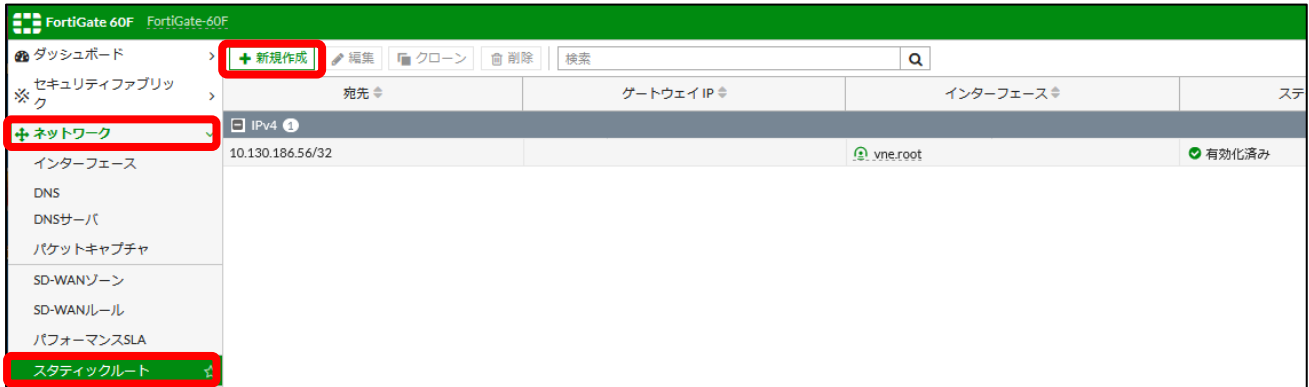 FortiGate 60F FortiGate-60F
ダッシュボード
セキュリティファブリッ
ク
ネットワーク
インターフェース
DNS
DNSサーバ
パケットキャプチャ
SD-WANゾーン
SD-WANルール
パフォーマンスSLA
スタティックルート
新規作成 編集 クローン 削除 検索
宛先 ゲートウェイ IP インターフェース ステ
IPv4 1
10.130.186.56/32 vne.root 有効化済み